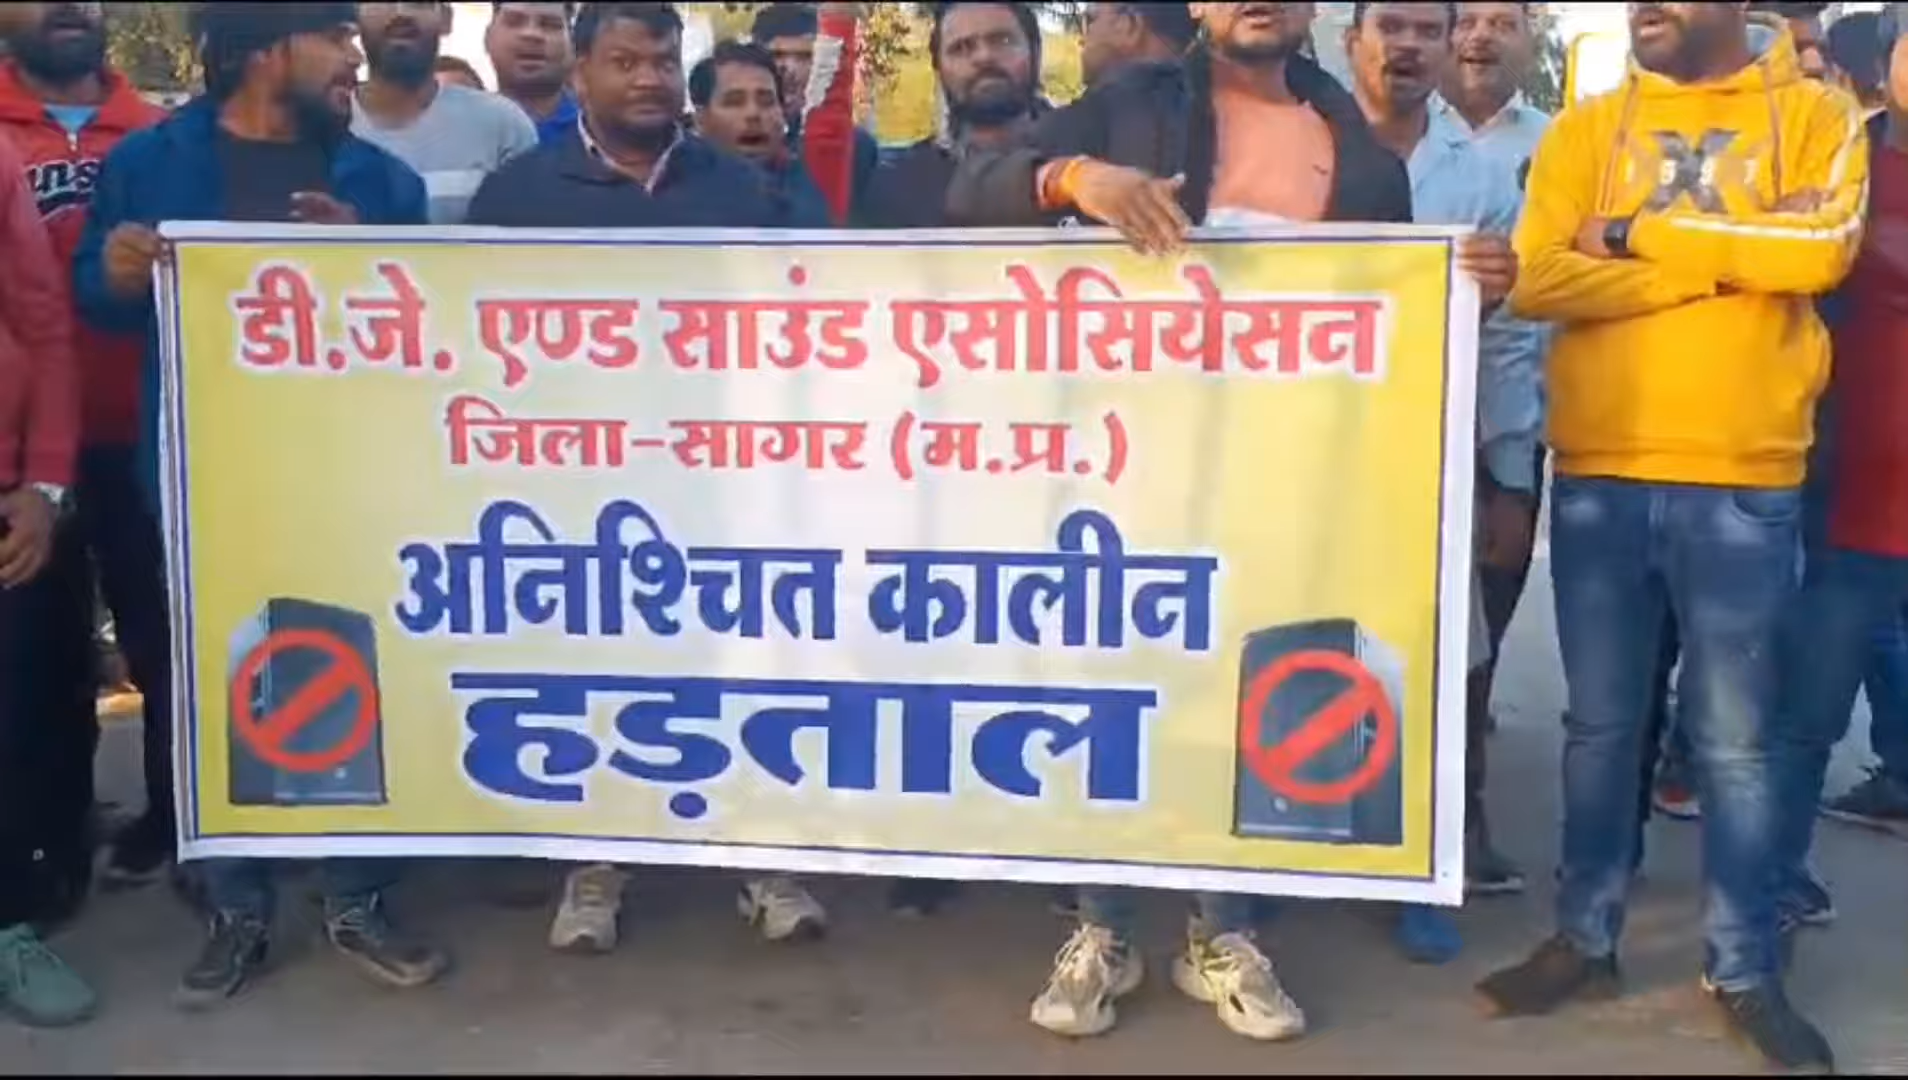 डी.जे. एण्ड साउंड एसोसियेसन
जिला-सागर (म.प्र.)
अनिश्चित कालीन
हड़ताल